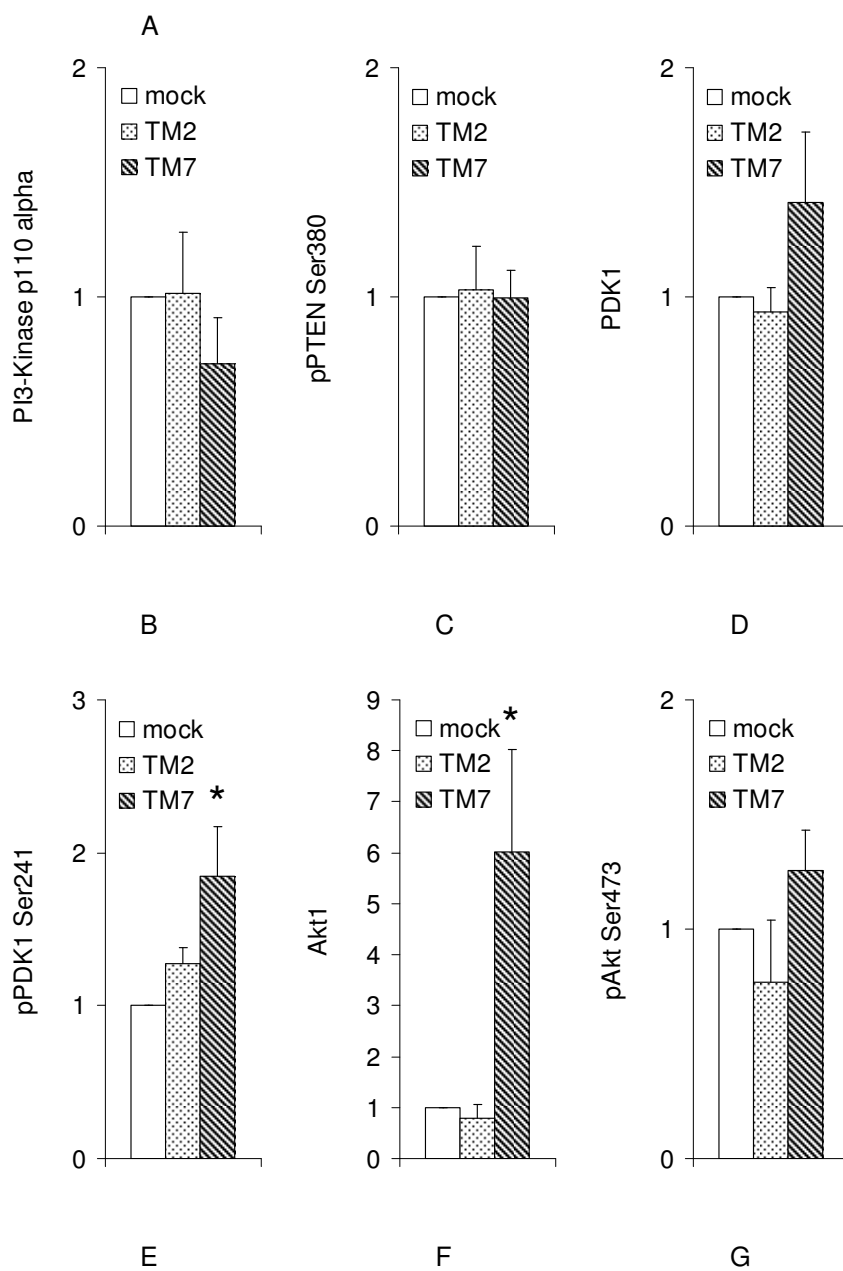 A
2
1
0
PI3-Kinase p110 alpha
mock
TM2
TM7
2
1
0
pPTEN Ser380
mock
TM2
TM7
2
1
0
PDK1
mock
TM2
TM7
B
C
D
3
2
1
0
pPDK1 Ser241
mock
TM2
TM7
*
9
8
7
6
5
4
3
2
1
0
Akt1
mock
TM2
TM7
*
2
1
0
pAkt Ser473
mock
TM2
TM7
E
F
G